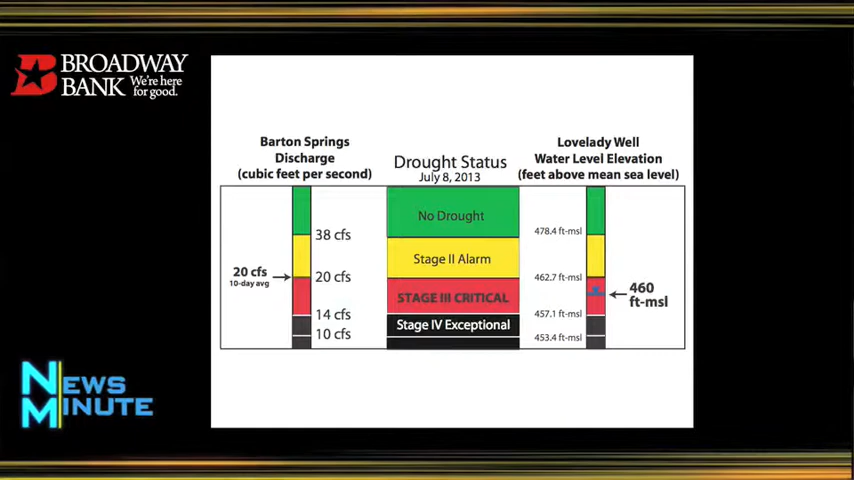 BROADWAY
BANK
We're here
for good.
Barton Springs
Discharge
(cubic feet per second)
Drought Status
July 8, 2013
Lovelady Well
Water Level Elevation
(feet above mean sea level)
No Drought
Stage II Alarm
STAGE III CRITICAL
Stage IV Exceptional
38 cfs
20 cfs
14 cfs
10 cfs
20 cfs
10-day avg
478.4 ft-msl
462.7 ft-msl
457.1 ft-msl
453.4 ft-msl
460
ft-msl
NEWS
MINUTE